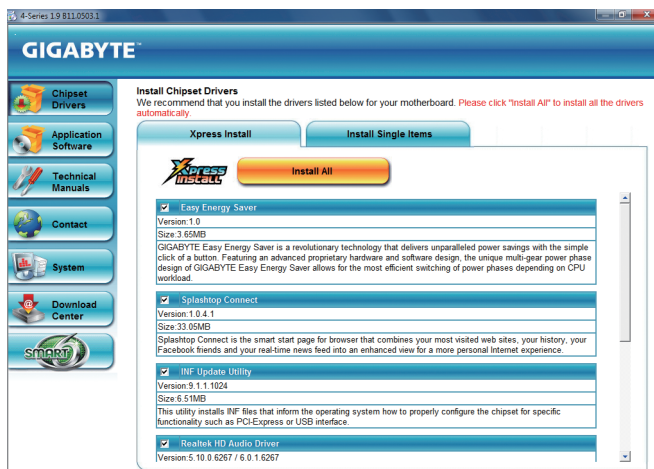 4-Series 1.9 B11.0503.1
GIGABYTE™
Chipset
Drivers
Application
Software
Technical
Manuals
Contact
System
Download
Center
SMART
Install Chipset Drivers
We recommend that you install the drivers listed below for your motherboard. Please click "Install All" to install all the drivers
automatically.
Xpress Install
Install Single Items
Xpress
Install
Install All
Easy Energy Saver
Version:1.0
Size:3.65MB
GIGABYTE Easy Energy Saver is a revolutionary technology that delivers unparalleled power savings with the simple
click of a button. Featuring an advanced proprietary hardware and software design, the unique multi-gear power phase
design of GIGABYTE Easy Energy Saver allows for the most efficient switching of power phases depending on CPU
workload.
Splashtop Connect
Version:1.0.4.1
Size:33.05MB
Splashtop Connect is the smart start page for browser that combines your most visited web sites, your history, your
Facebook friends and your real-time news feed into an enhanced view for a more personal Internet experience.
INF Update Utility
Version:9.1.1.1024
Size:6.51MB
This utility installs INF files that inform the operating system how to properly configure the chipset for specific
functionality such as PCI-Express or USB interface.
Realtek HD Audio Driver
Version:5.10.0.6267 / 6.0.1.6267